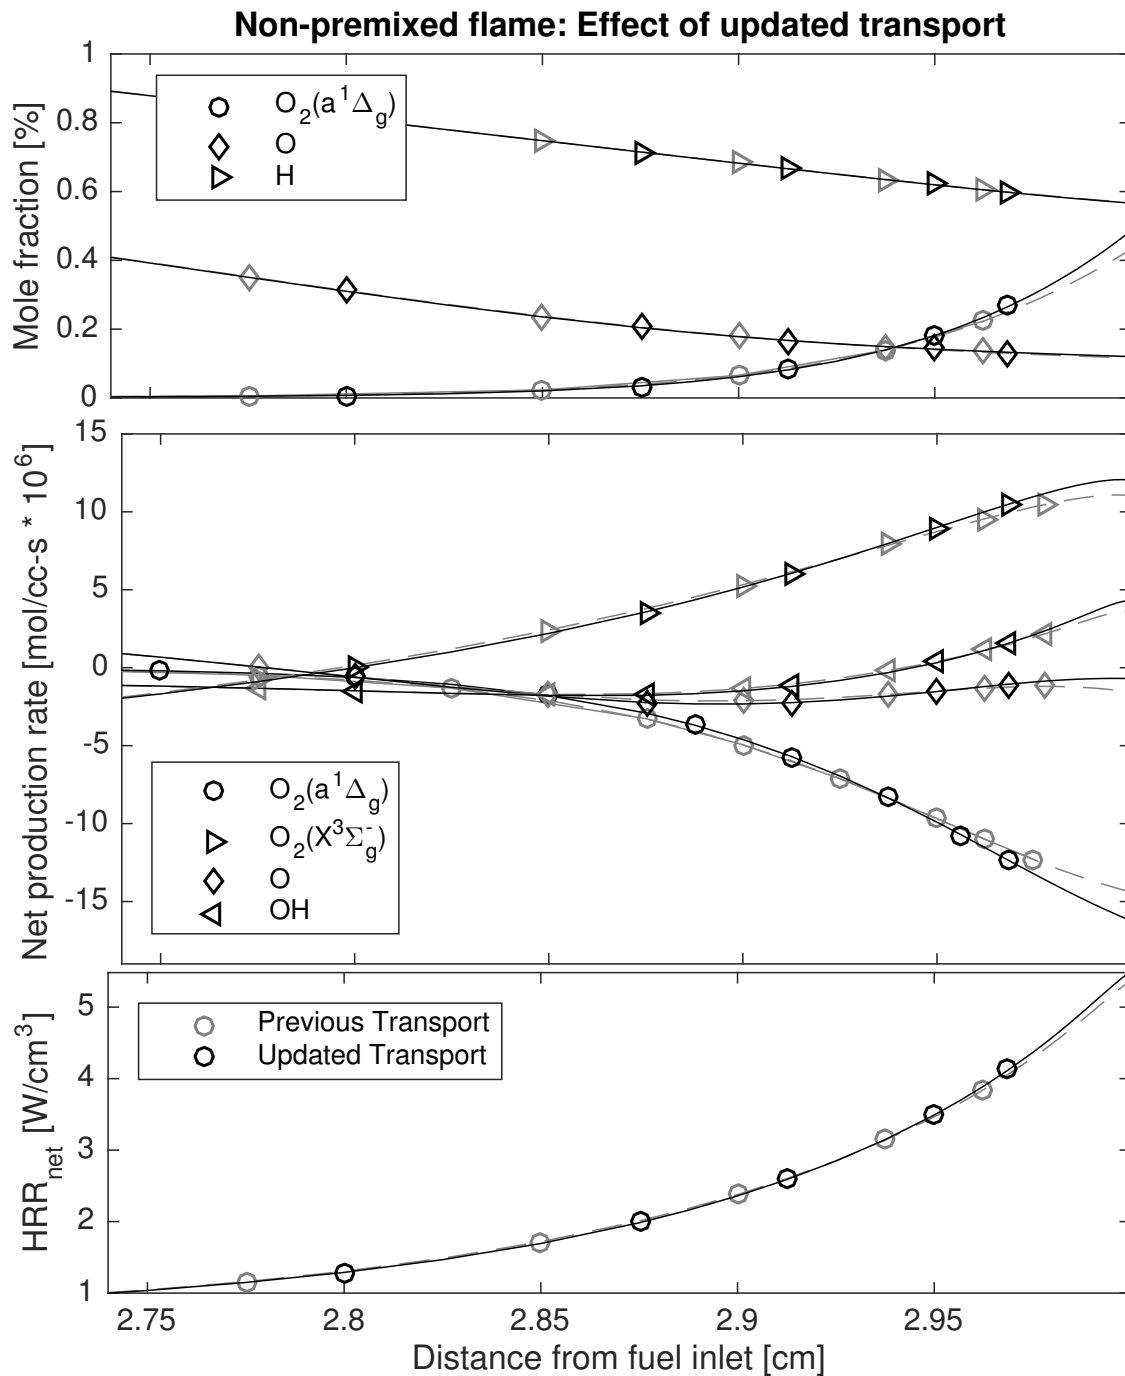 Non-premixed flame: Effect of updated transport
Mole fraction [%]
1
0.8
0.6
0.4
0.2
0
O₂(a¹Δg)
O
H
Net production rate [mol/cc-s * 10⁶]
15
10
5
0
-5
-10
-15
O₂(a¹Δg)
O₂(X³Σg⁻)
O
OH
HRRnet [W/cm³]
5
4
3
2
1
Previous Transport
Updated Transport
2.75 2.8 2.85 2.9 2.95
Distance from fuel inlet [cm]